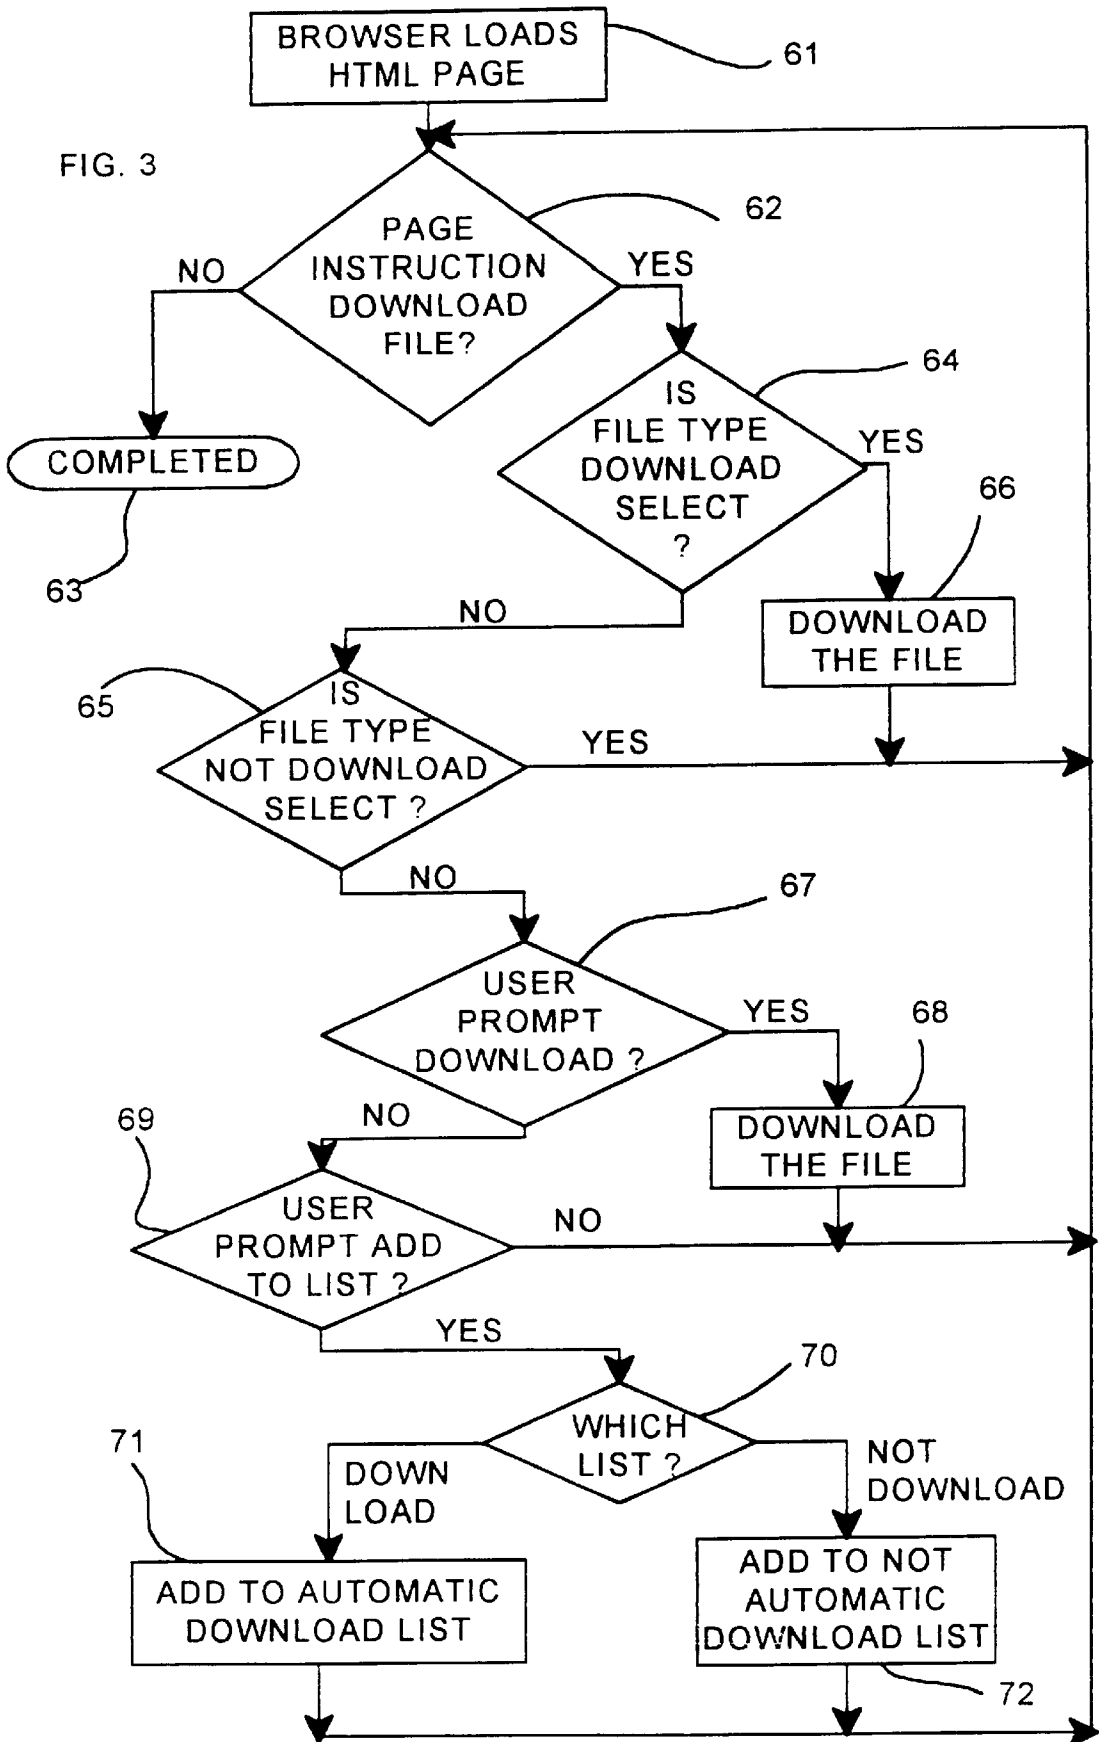 BROWSER LOADS
HTML PAGE
61
FIG. 3
62
PAGE
INSTRUCTION
DOWNLOAD
FILE?
NO
YES
64
IS
FILE TYPE
DOWNLOAD
SELECT
?
YES
COMPLETED
66
63
NO
DOWNLOAD
THE FILE
65
IS
FILE TYPE
NOT DOWNLOAD
SELECT ?
YES
NO
67
USER
PROMPT
DOWNLOAD ?
YES
68
NO
69
DOWNLOAD
THE FILE
USER
PROMPT ADD
TO LIST ?
NO
YES
70
WHICH
LIST ?
71
DOWN
LOAD
NOT
DOWNLOAD
ADD TO AUTOMATIC
DOWNLOAD LIST
ADD TO NOT
AUTOMATIC
DOWNLOAD LIST
72